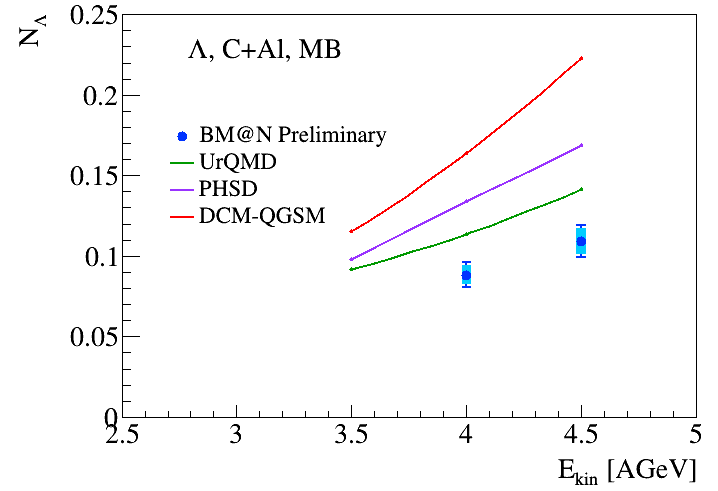 N_Λ
0.25
0.2
0.15
0.1
0.05
0
Λ, C+Al, MB
BM@N Preliminary
UrQMD
PHSD
DCM-QGSM
2.5 3 3.5 4 4.5 5
E_kin [AGeV]